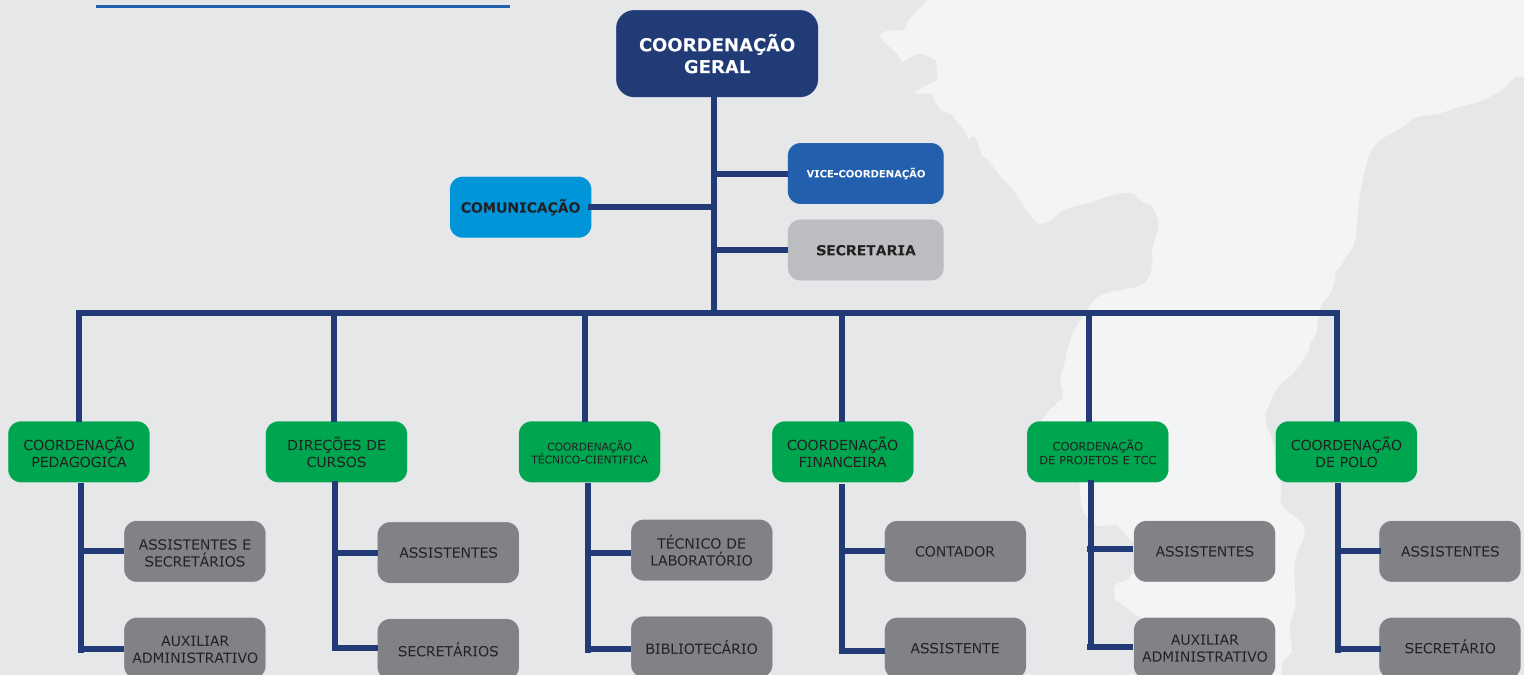 COORDENAÇÃO
GERAL
VICE-COORDENAÇÃO
COMUNICAÇÃO
SECRETARIA
COORDENAÇÃO
PEDAGOGICA
DIREÇÕES DE
CURSOS
COORDENAÇÃO
TÉCNICO-CIENTIFICA
COORDENAÇÃO
FINANCEIRA
COORDENAÇÃO
DE PROJETOS E TCC
COORDENAÇÃO
DE POLO
ASSISTENTES E
SECRETÁRIOS
ASSISTENTES
TÉCNICO DE
LABORATÓRIO
CONTADOR
ASSISTENTES
ASSISTENTES
AUXILIAR
ADMINISTRATIVO
SECRETÁRIOS
BIBLIOTECÁRIO
ASSISTENTE
AUXILIAR
ADMINISTRATIVO
SECRETÁRIO